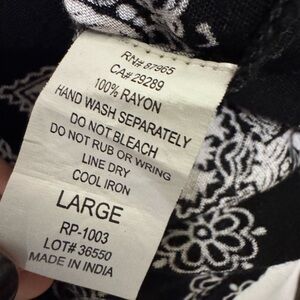 RN# 87965
CA# 29289
100% RAYON
HAND WASH SEPARATELY
DO NOT BLEACH
DO NOT RUB OR WRING
LINE DRY
COOL IRON
LARGE
RP-1003
LOT# 36550
MADE IN INDIA